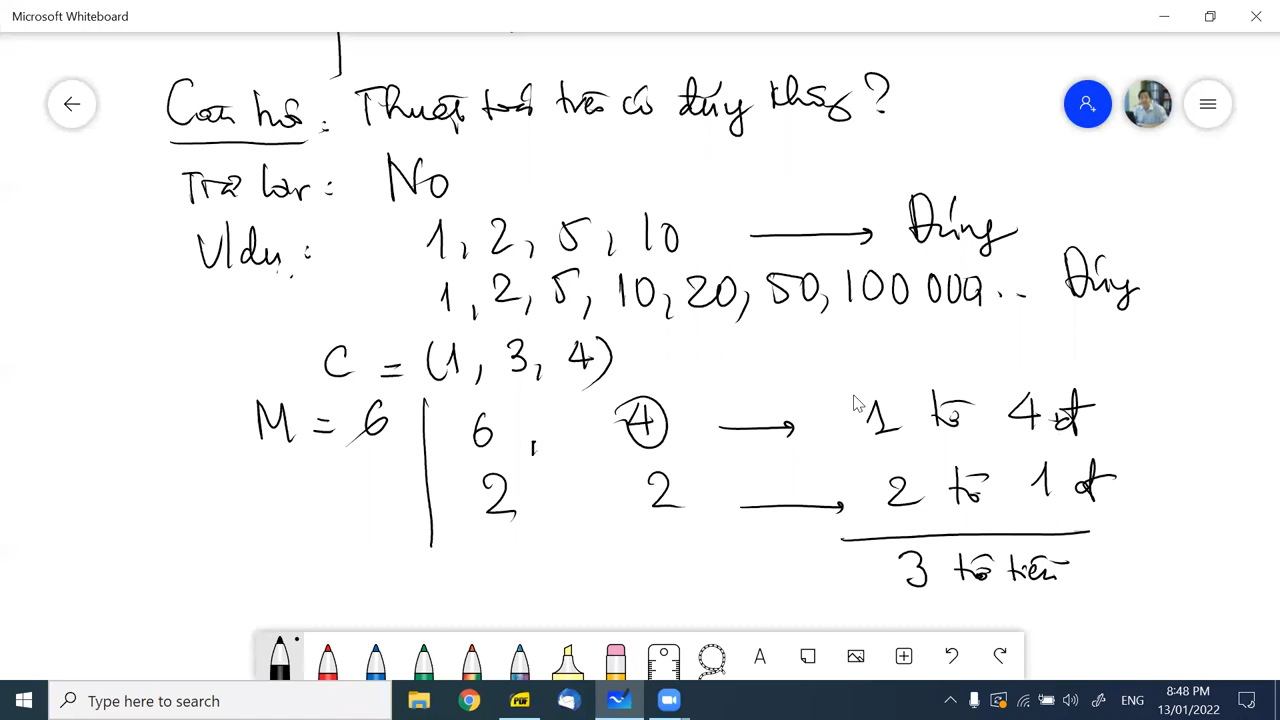 Microsoft Whiteboard
Câu hỏi: Thuật toán trên có đúng không?
Trả lời: No
Ví dụ: 1, 2, 5, 10 → Đúng
1, 2, 5, 10, 20, 50, 100 000... Đúng
C = (1, 3, 4)
M = 6 | 6, 4 → 1 tờ 4 đ
2 2 → 2 tờ 1 đ
3 tờ tiền
Type here to search
PDF
ENG
8:48 PM
13/01/2022